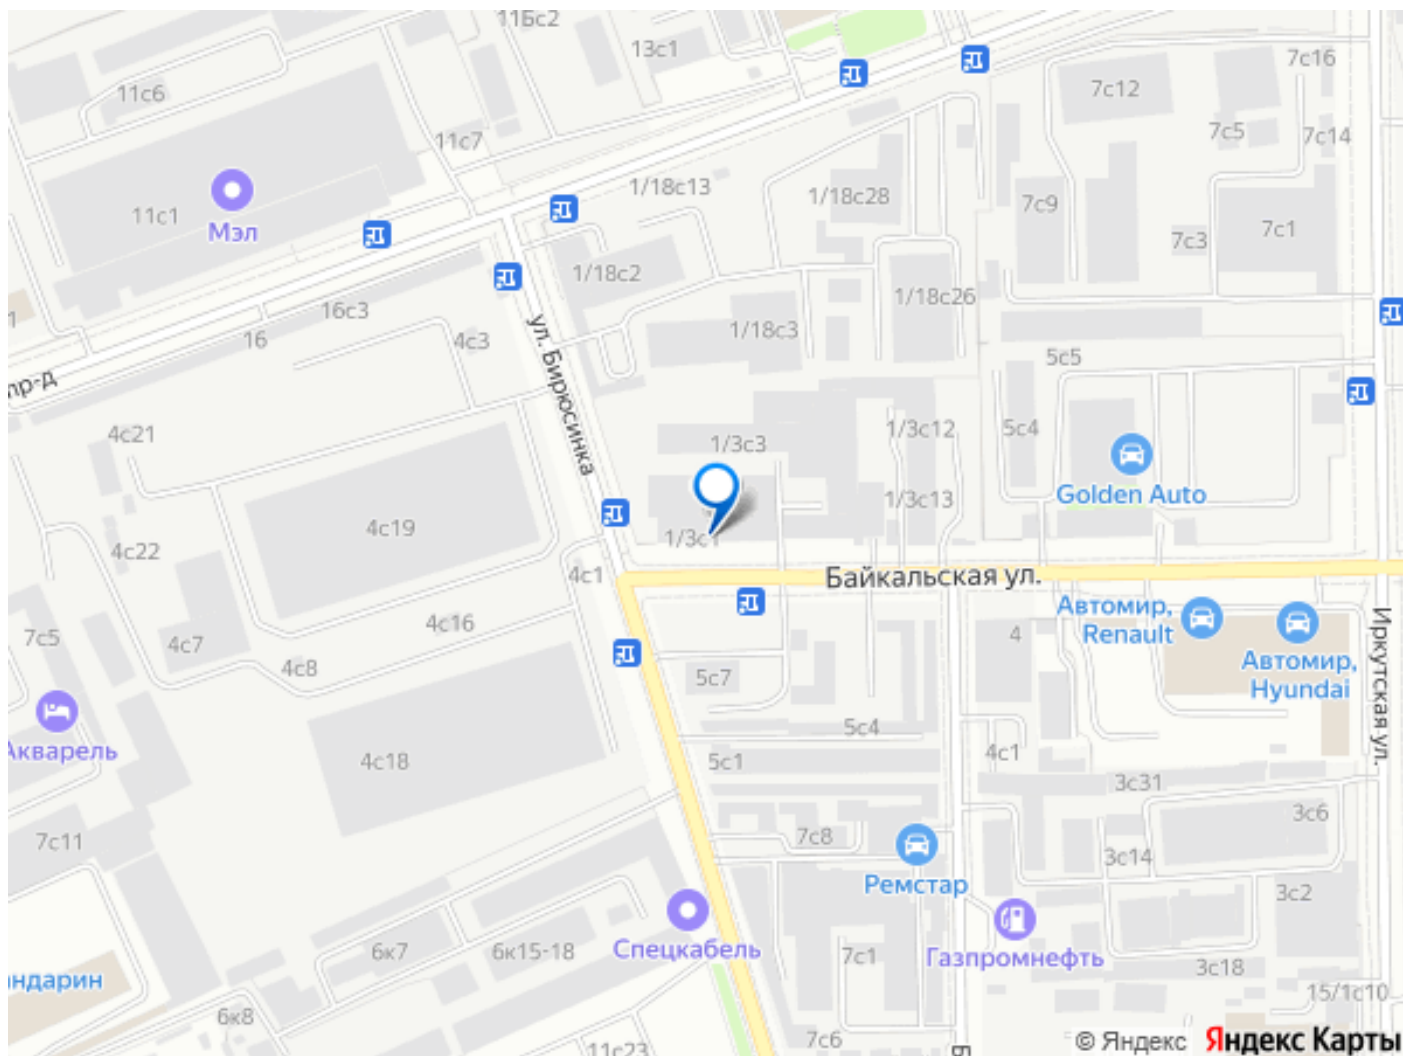 11Бс2
13с1
7с16
11с6
7с12
7с5
7с14
11с7
1/18с13
1/18с28
7с9
11с1
Мэл
7с3
7с1
1/18с2
1/18с26
16с3
16
4с3
1/18с3
5с5
пр-д
ул. Бирюсинка
4с21
1/3с3
1/3с12
5с4
Golden Auto
1/3с13
4с19
4с22
1/3с1
4с1
Байкальская ул.
Автомир,
Renault
Иркутская ул.
4с16
7с5
4с7
4с8
4
Автомир,
Hyundai
5с7
Акварель
5с4
4с18
5с1
4с1
3с31
3с6
7с11
7с8
3с14
Ремстар
3с2
Спецкабель
6к7
6к15-18
7с1
Газпромнефть
3с18
ндарин
15/1с10
6к8
11с23
7с6
Б
1
© Яндекс Яндекс Карты